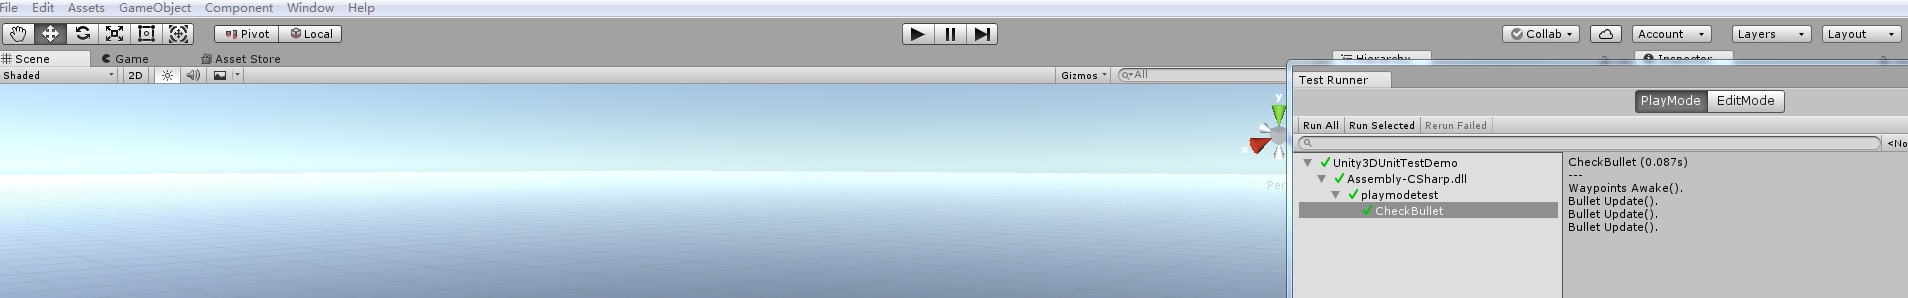 File Edit Assets GameObject Component Window Help
Pivot Local Collab Account Layers Layout
Scene Game Asset Store Hierarchy Inspector
Shaded 2D Gizmos All
Test Runner
PlayMode EditMode
Run All Run Selected Rerun Failed
<No
Unity3DUnitTestDemo
Assembly-CSharp.dll
playmodetest
CheckBullet
CheckBullet (0.087s)
---
Waypoints Awake().
Bullet Update().
Bullet Update().
Bullet Update().
y
x
Per